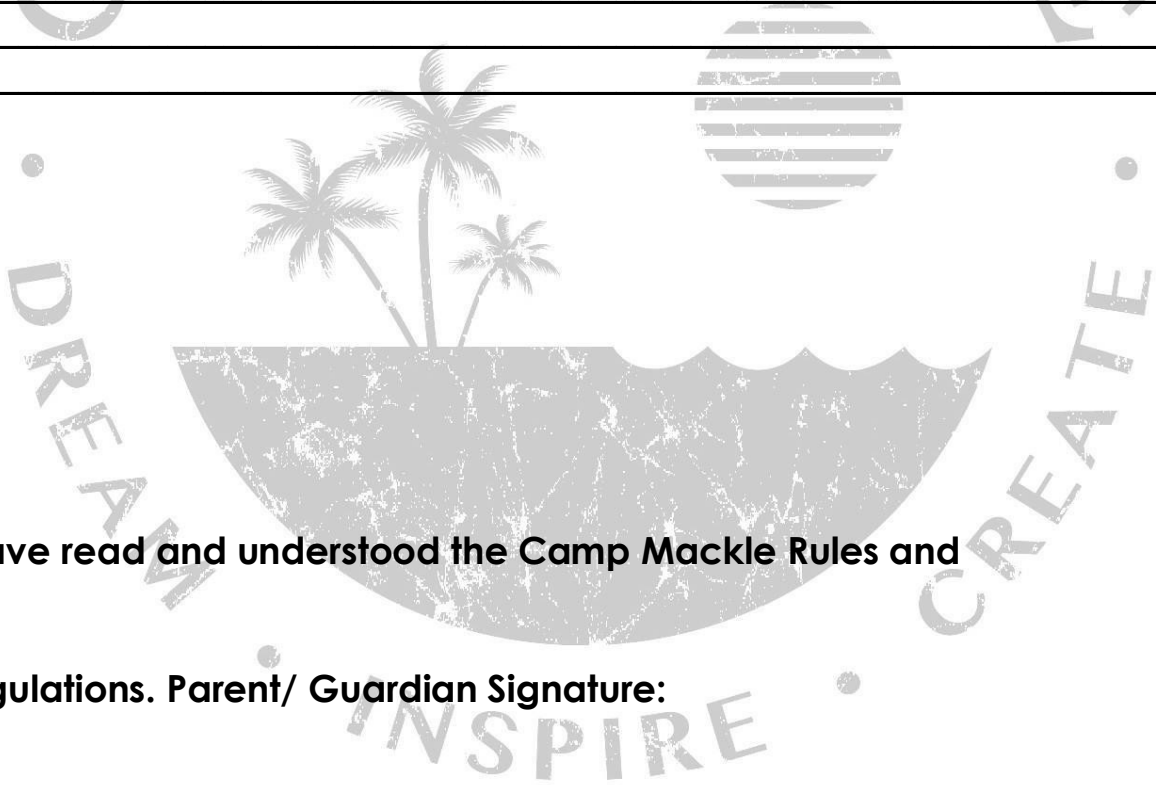 ave read and understood the Camp Mackle Rules and
gulations. Parent/ Guardian Signature:
DREAM • INSPIRE • CREATE